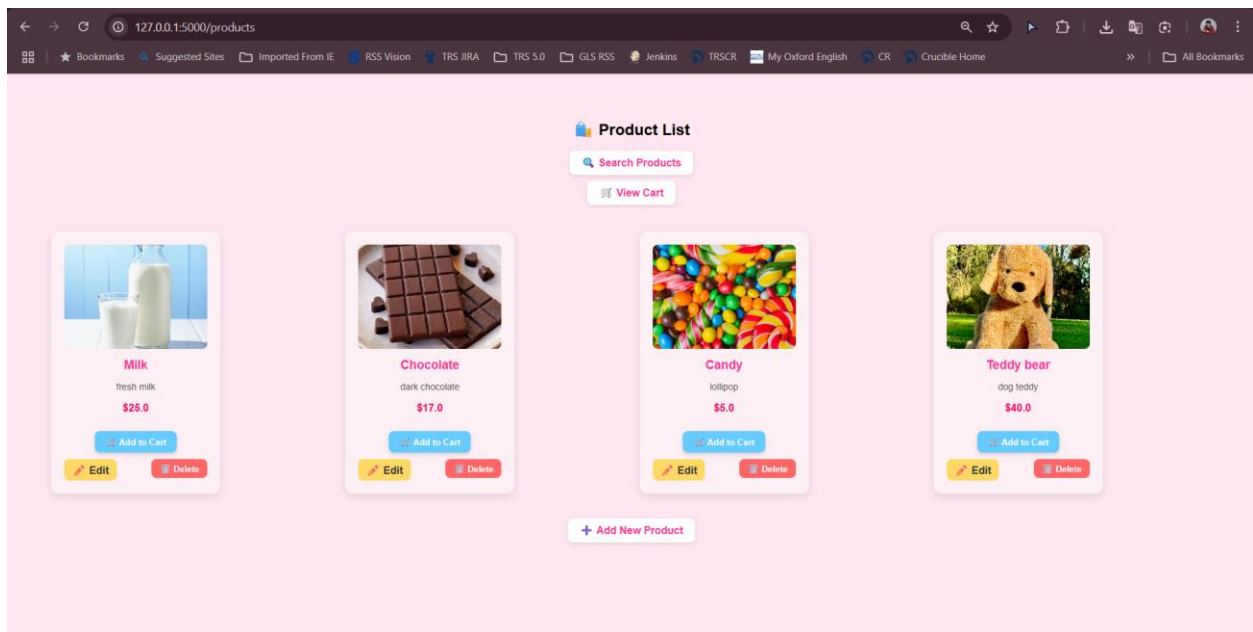 127.0.0.1:5000/products
Bookmarks Suggested Sites Imported From IE RSS Vision TRS JIRA TRS 5.0 GLS RSS Jenkins TRSCR My Oxford English CR Crucible Home » All Bookmarks
Product List
Search Products
View Cart
Milk Chocolate Candy Teddy bear
fresh milk dark chocolate lollipop dog teddy
$25.0 $17.0 $5.0 $40.0
Add to Cart Add to Cart Add to Cart Add to Cart
Edit Delete Edit Delete Edit Delete Edit Delete
+ Add New Product